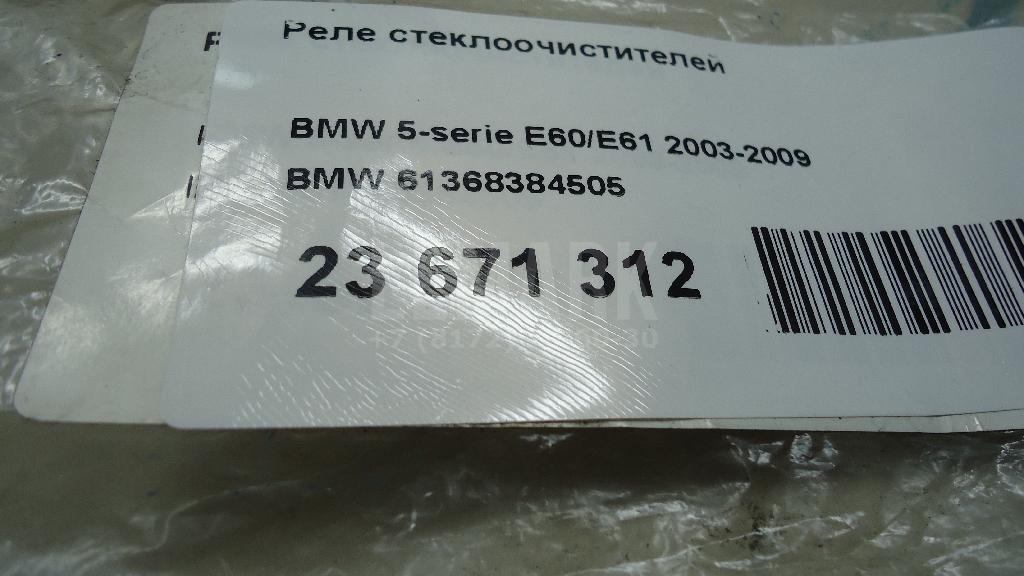 Реле стеклоочистителей
BMW 5-serie E60/E61 2003-2009
BMW 61368384505
23 671 312